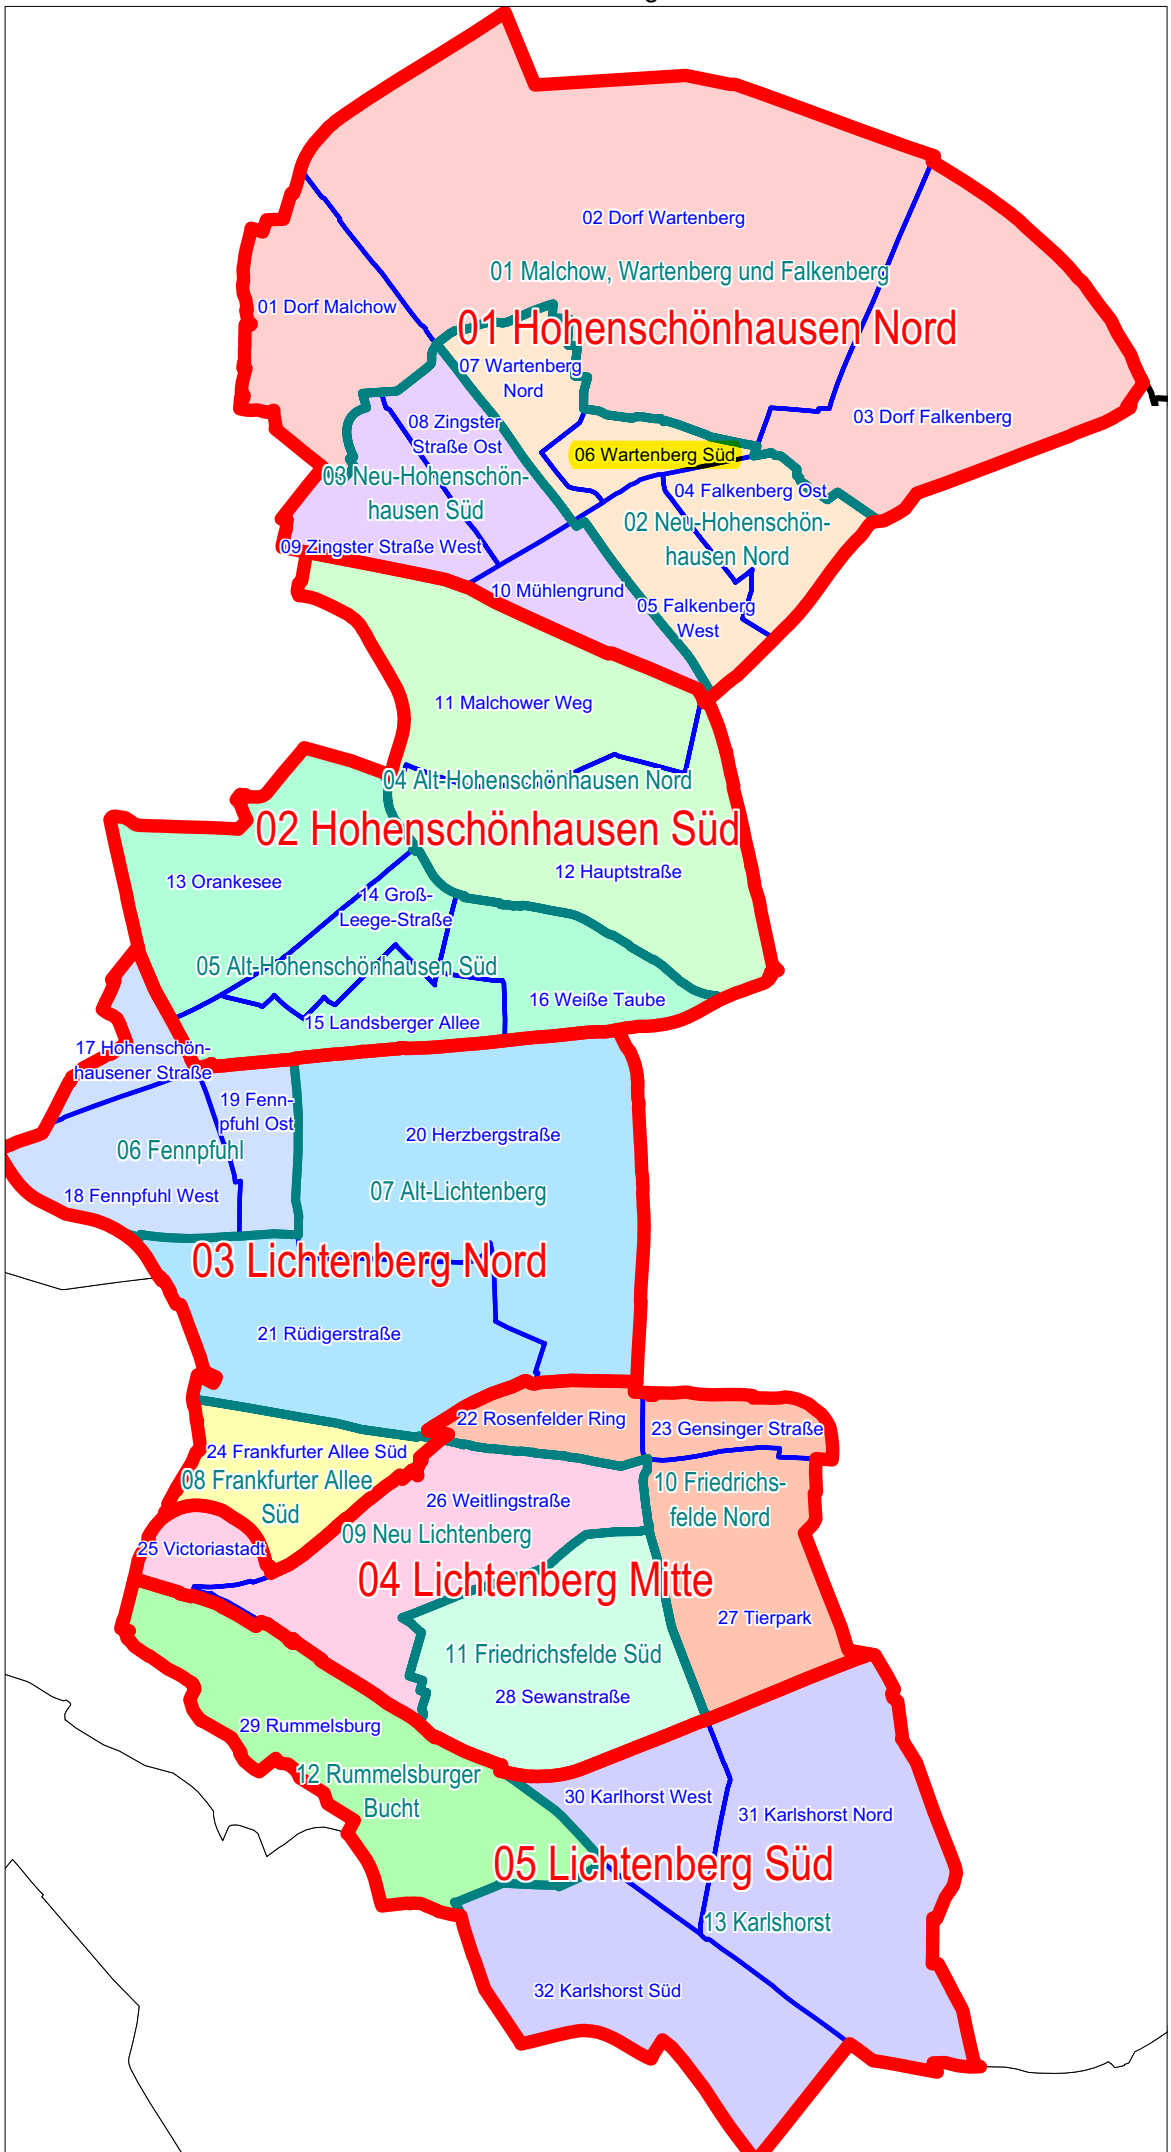 02 Dorf Wartenberg
01 Malchow, Wartenberg und Falkenberg
01 Dorf Malchow
01 Hohenschönhausen Nord
07 Wartenberg
Nord
03 Dorf Falkenberg
08 Zingster
Straße Ost
06 Wartenberg Süd
03 Neu-Hohenschön-
hausen Süd
04 Falkenberg Ost
02 Neu-Hohenschön-
hausen Nord
09 Zingster Straße West
10 Mühlengrund
05 Falkenberg
West
11 Malchower Weg
04 Alt-Hohenschönhausen Nord
02 Hohenschönhausen Süd
12 Hauptstraße
13 Orankesee
14 Groß-
Leege-Straße
05 Alt-Hohenschönhausen Süd
16 Weiße Taube
15 Landsberger Allee
17 Hohenschön-
hausener Straße
19 Fenn-
pfuhl Ost
20 Herzbergstraße
06 Fennpfuhl
07 Alt-Lichtenberg
18 Fennpfuhl West
03 Lichtenberg Nord
21 Rüdigerstraße
22 Rosenfelder Ring
23 Gensinger Straße
24 Frankfurter Allee Süd
08 Frankfurter Allee
Süd
10 Friedrichs-
felde Nord
26 Weitlingstraße
09 Neu Lichtenberg
25 Victoriastadt
04 Lichtenberg Mitte
27 Tierpark
11 Friedrichsfelde Süd
28 Sewanstraße
29 Rummelsburg
12 Rummelsburger
Bucht
30 Karlhorst West
31 Karlshorst Nord
05 Lichtenberg Süd
13 Karlshorst
32 Karlshorst Süd